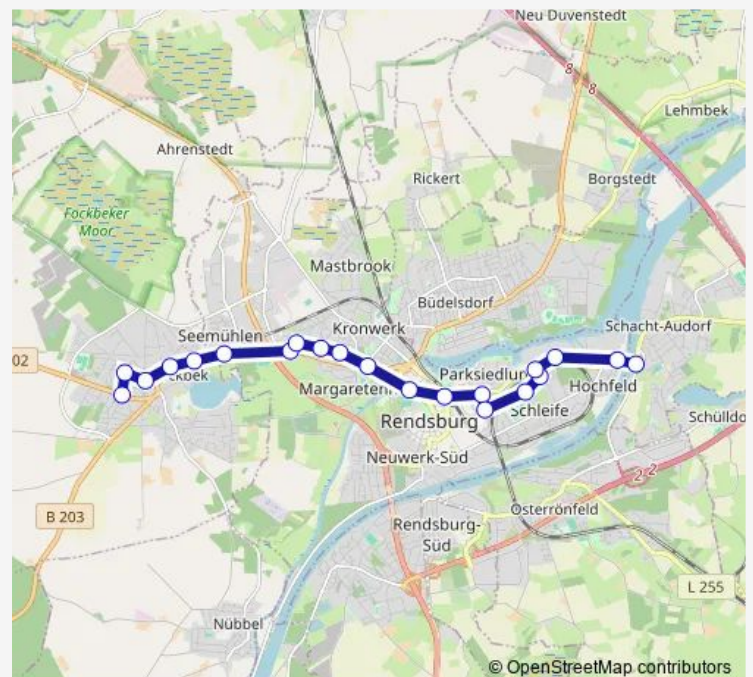 Neu Duvenstedt
8
8
Lehmbek
Ahrenstedt
Rickert
Borgstedt
Fockbeker
Moor
Mastbrook
Büdelsdorf
Seemühlen
Kronwerk
Schacht-Audorf
02
Parksiedlun
Hochfeld
Margareten
Schleife
Rendsburg
Schülldo
Neuwerk-Süd
B 203
2 2
Osterrönfeld
Rendsburg-
Süd
L 255
Nübbel
© OpenStreetMap contributors